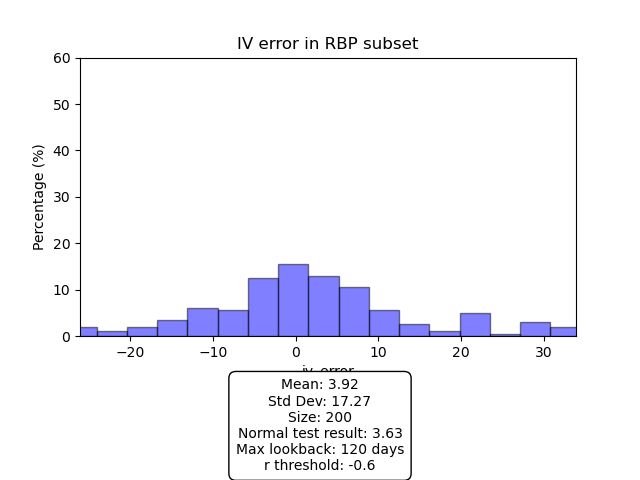 IV error in RBP subset
60
50
40
30
20
10
0
Percentage (%)
−20 −10 0 10 20 30
iv_error
Mean: 3.92
Std Dev: 17.27
Size: 200
Normal test result: 3.63
Max lookback: 120 days
r threshold: -0.6